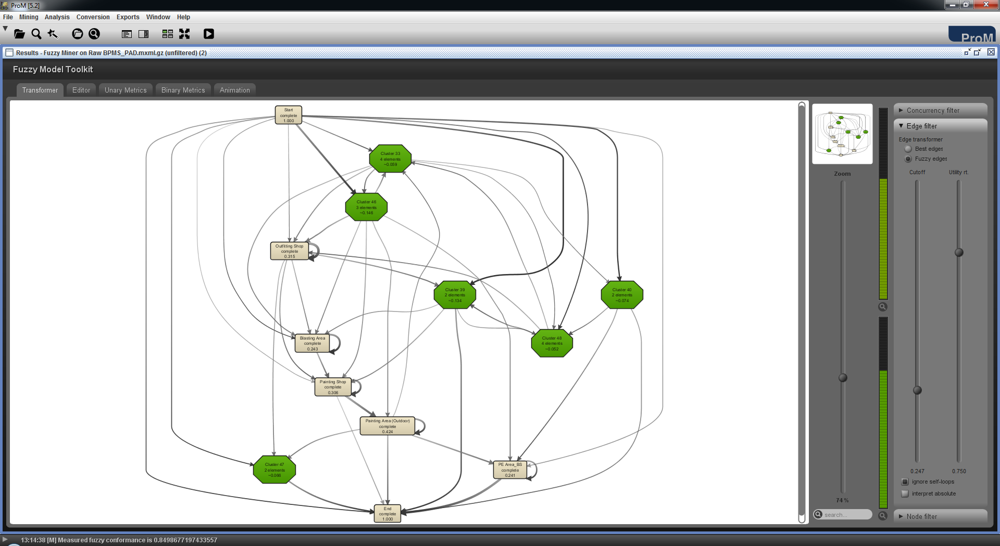 ProM [5.2]
File Mining Analysis Conversion Exports Window Help
ProM
Results - Fuzzy Miner on Raw BPMS_PAD.mxml.gz (unfiltered) (2)
Fuzzy Model Toolkit
Transformer Editor Unary Metrics Binary Metrics Animation
Start
complete
1.000
Cluster 33
4 elements
~0.059
Cluster 46
3 elements
~0.146
Outfitting Shop
complete
0.315
Cluster 39
2 elements
~0.134
Cluster 40
2 elements
~0.074
Blasting Area
complete
0.243
Cluster 48
4 elements
~0.052
Painting Shop
complete
0.306
Painting Area (Outdoor)
complete
0.424
Cluster 47
2 elements
~0.066
PE Area_BS
complete
0.241
End
complete
1.000
Zoom
74 %
search...
Concurrency filter
Edge filter
Edge transformer
Best edges
Fuzzy edges
Cutoff Utility rt.
0.247 0.750
ignore self-loops
interpret absolute
Node filter
13:14:38 [M] Measured fuzzy conformance is 0.8498677197433557